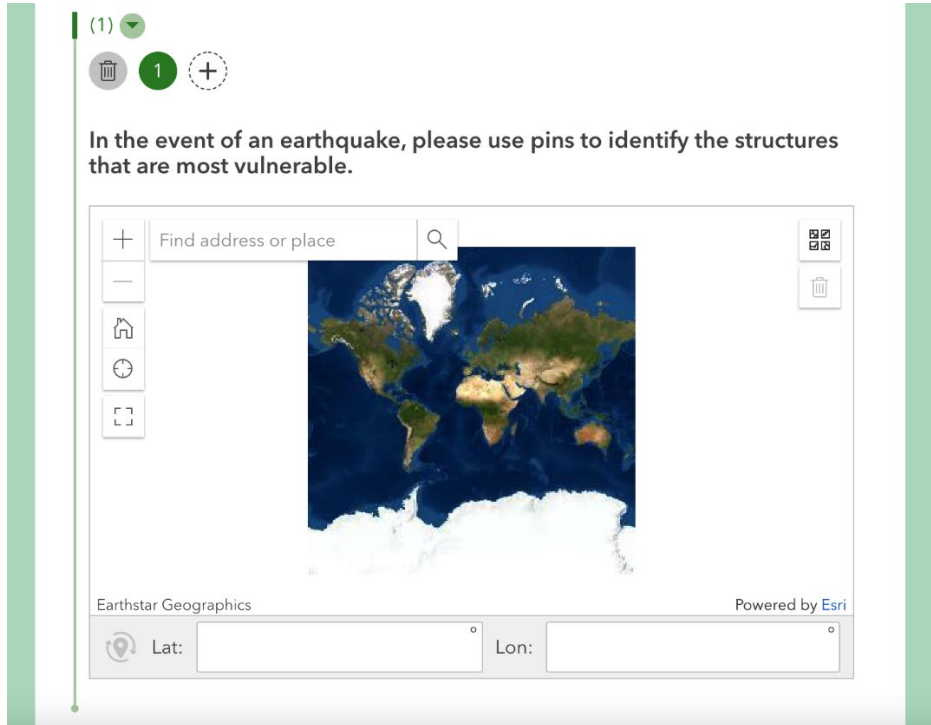 (1)
1
In the event of an earthquake, please use pins to identify the structures
that are most vulnerable.
Find address or place
Earthstar Geographics
Powered by Esri
Lat: °
Lon: °